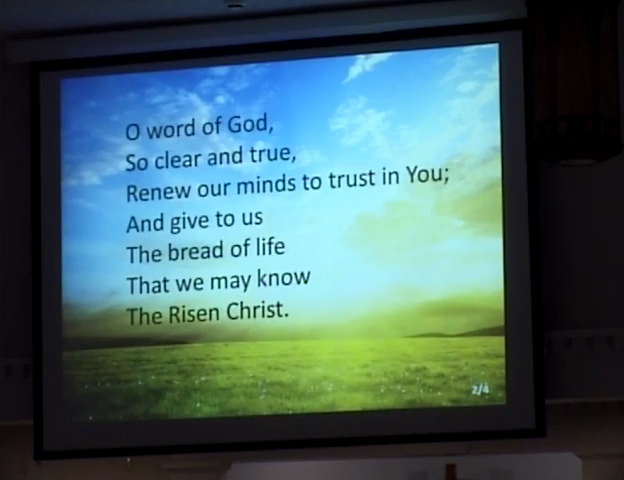 O word of God,
So clear and true,
Renew our minds to trust in You;
And give to us
The bread of life
That we may know
The Risen Christ.
2/4